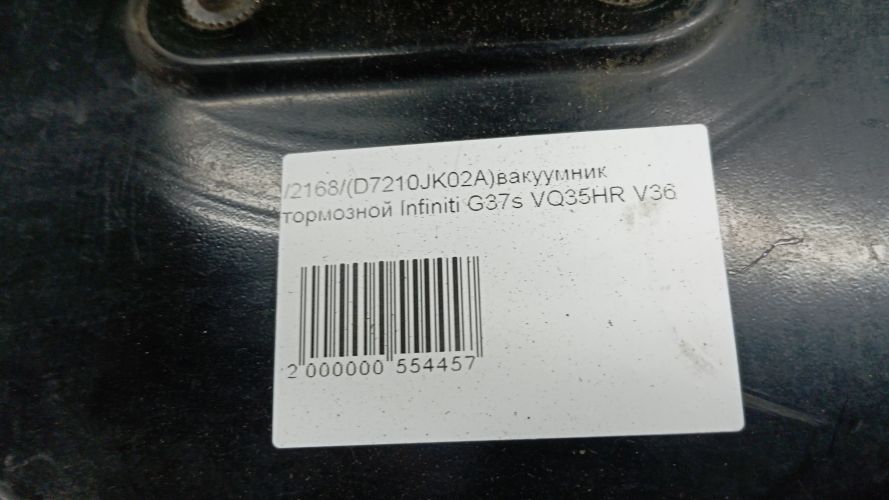 /2168/(D7210JK02A)вакуумник
тормозной Infiniti G37s VQ35HR V36
2 000000 554457